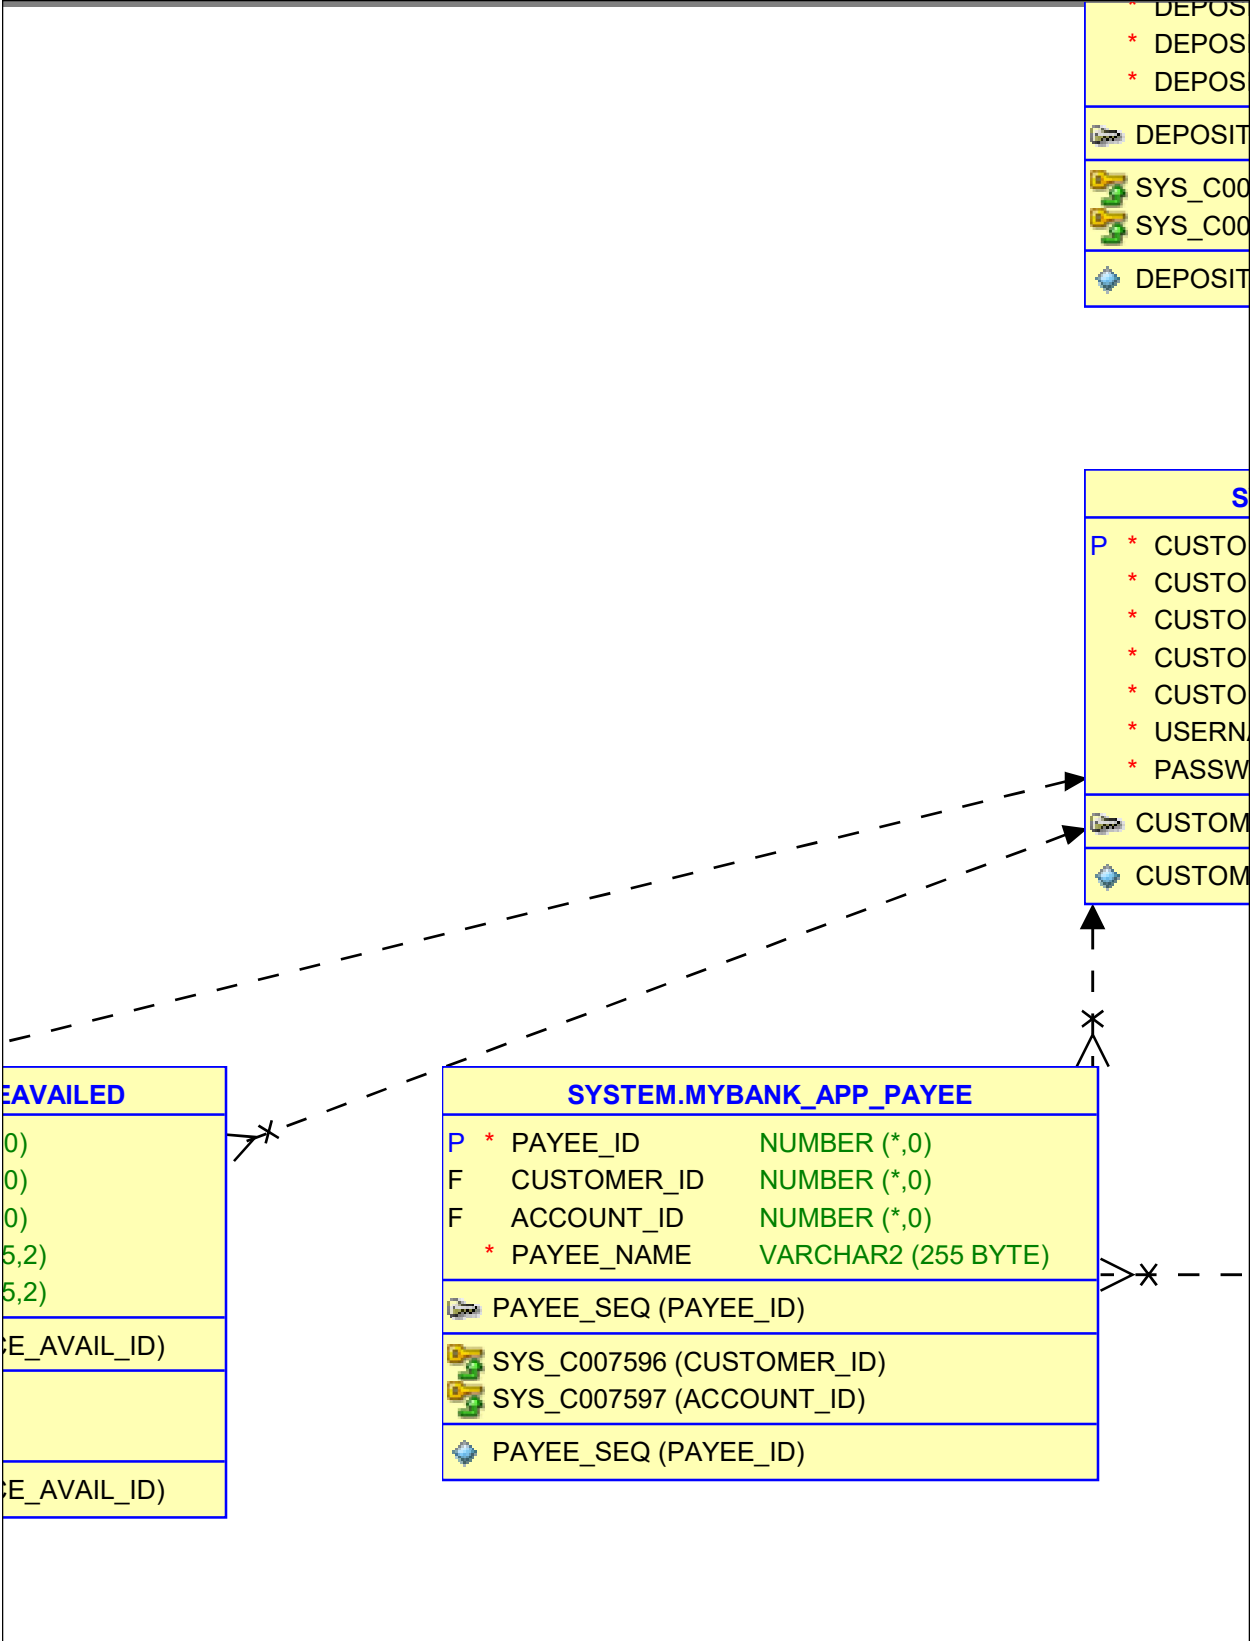 * DEPOS
* DEPOS
* DEPOS
DEPOSIT
SYS_C00
SYS_C00
DEPOSIT
S
P * CUSTO
* CUSTO
* CUSTO
* CUSTO
* CUSTO
* USERN
* PASSW
CUSTOM
CUSTOM
EAVAILED
0)
0)
0)
5,2)
5,2)
E_AVAIL_ID)
E_AVAIL_ID)
SYSTEM.MYBANK_APP_PAYEE
P * PAYEE_ID NUMBER (*,0)
F CUSTOMER_ID NUMBER (*,0)
F ACCOUNT_ID NUMBER (*,0)
* PAYEE_NAME VARCHAR2 (255 BYTE)
PAYEE_SEQ (PAYEE_ID)
SYS_C007596 (CUSTOMER_ID)
SYS_C007597 (ACCOUNT_ID)
PAYEE_SEQ (PAYEE_ID)